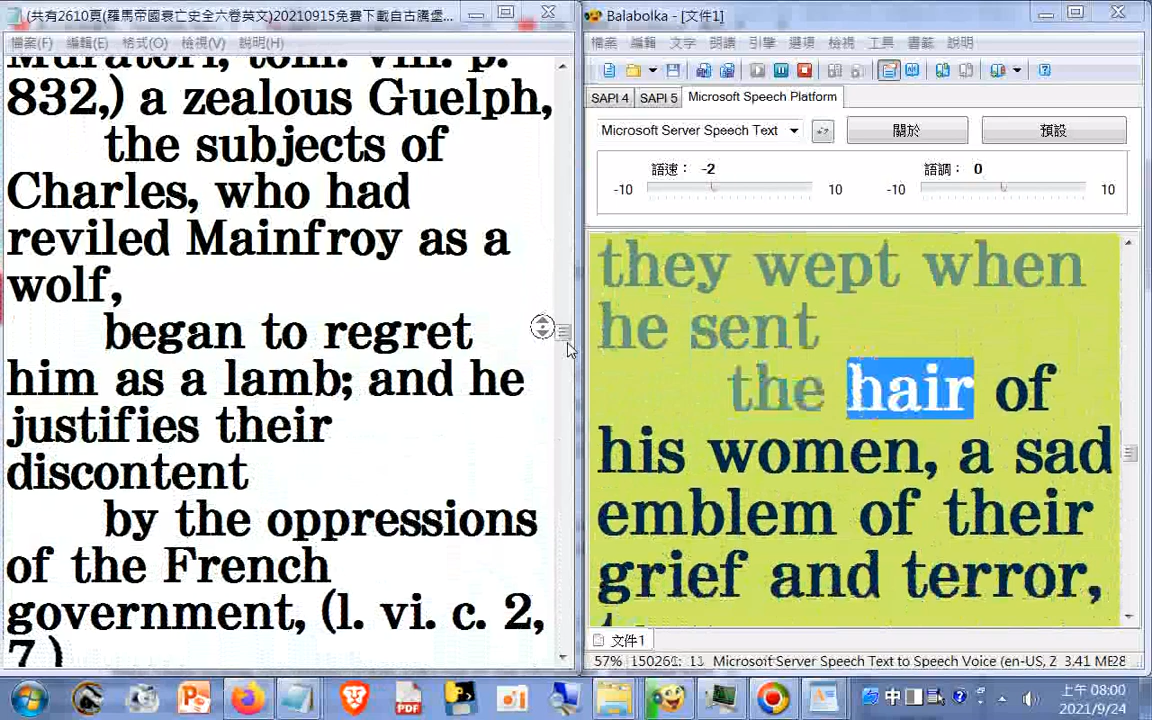 (共有2610頁(羅馬帝國衰亡史全六卷英文)20210915免費下載自古騰堡...
檔案(F) 編輯(E) 格式(O) 檢視(V) 說明(H)
Muratori, tom. viii. p.
832,) a zealous Guelph,
the subjects of
Charles, who had
reviled Mainfroy as a
wolf,
began to regret
him as a lamb; and he
justifies their
discontent
by the oppressions
of the French
government, (l. vi. c. 2,
7.)
Balabolka - [文件1]
檔案 編輯 文字 朗讀 引擎 選項 檢視 工具 書籤 說明
SAPI 4 SAPI 5 Microsoft Speech Platform
Microsoft Server Speech Text 關於 預設
語速： -2 語調： 0
-10 10 -10 10
they wept when
he sent
the hair of
his women, a sad
emblem of their
grief and terror,
文件1
57% 150261: 13 Microsoft Server Speech Text to Speech Voice (en-US, Z 3.41 ME28
中
上午 08:00
2021/9/24